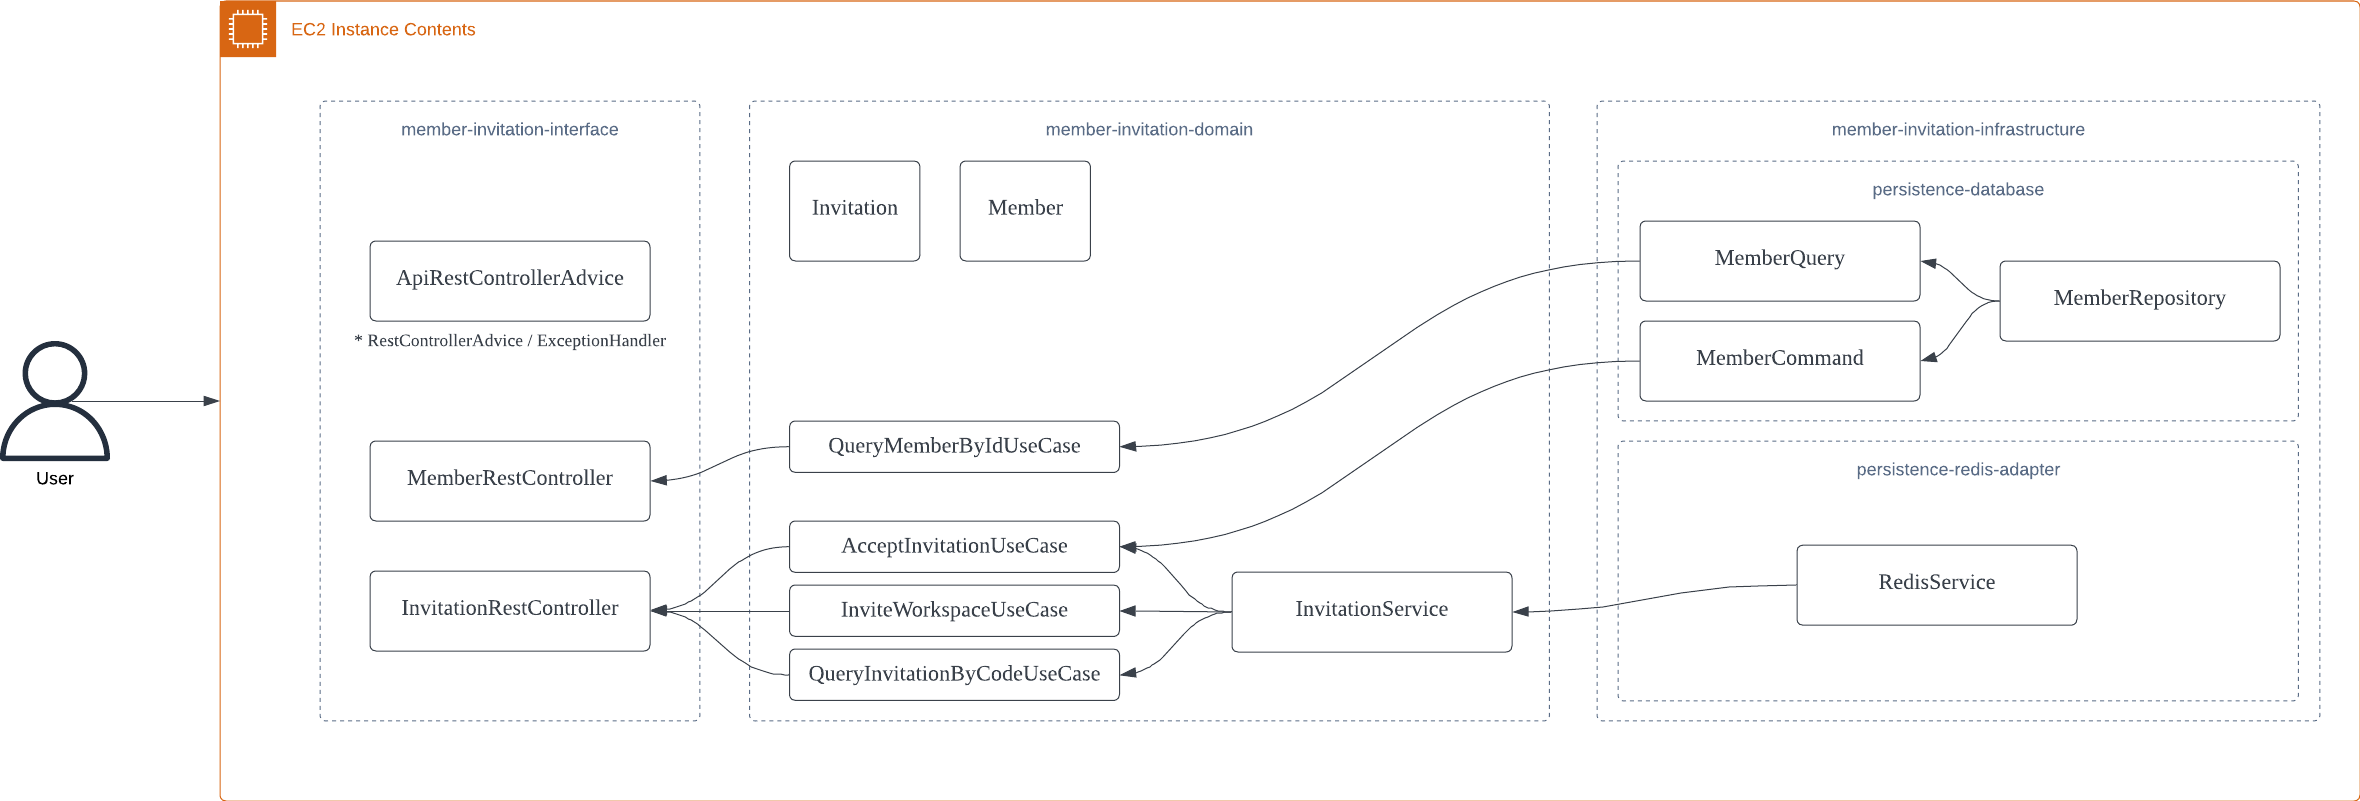 EC2 Instance Contents
member-invitation-interface
ApiRestControllerAdvice
* RestControllerAdvice / ExceptionHandler
MemberRestController
InvitationRestController
User
member-invitation-domain
Invitation
Member
QueryMemberByIdUseCase
AcceptInvitationUseCase
InviteWorkspaceUseCase
QueryInvitationByCodeUseCase
InvitationService
member-invitation-infrastructure
persistence-database
MemberQuery
MemberCommand
MemberRepository
persistence-redis-adapter
RedisService